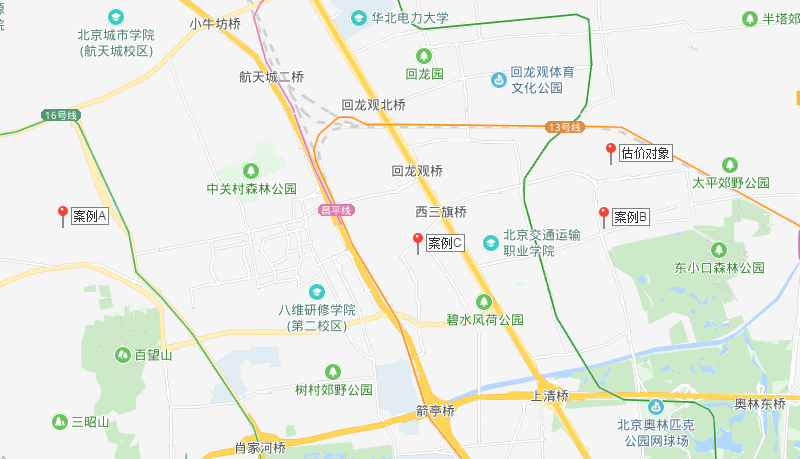 源
院
小牛坊桥
华北电力大学
半塔郊
北京城市学院
(航天城校区)
航天城二桥
回龙园
回龙观体育
文化公园
回龙观北桥
16号线
13号线
估价对象
中关村森林公园
回龙观桥
太平郊野公园
昌平线
西三旗桥
案例A
案例B
案例C
北京交通运输
职业学院
东小口森林公园
八维研修学院
(第二校区)
碧水风荷公园
百望山
树村郊野公园
上清桥
箭亭桥
奥林东桥
三昭山
北京奥林匹克
公园网球场
肖家河桥